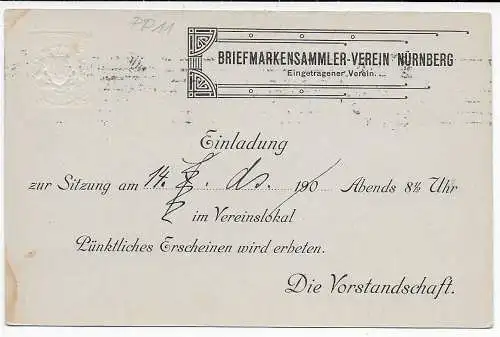 PP11
BRIEFMARKENSAMMLER-VEREIN NÜRNBERG
Eingetragener Verein.
Einladung
zur Sitzung am 14. ds. 190 Abends 8½ Uhr
im Vereinslokal
Pünktliches Erscheinen wird erbeten.
Die Vorstandschaft.